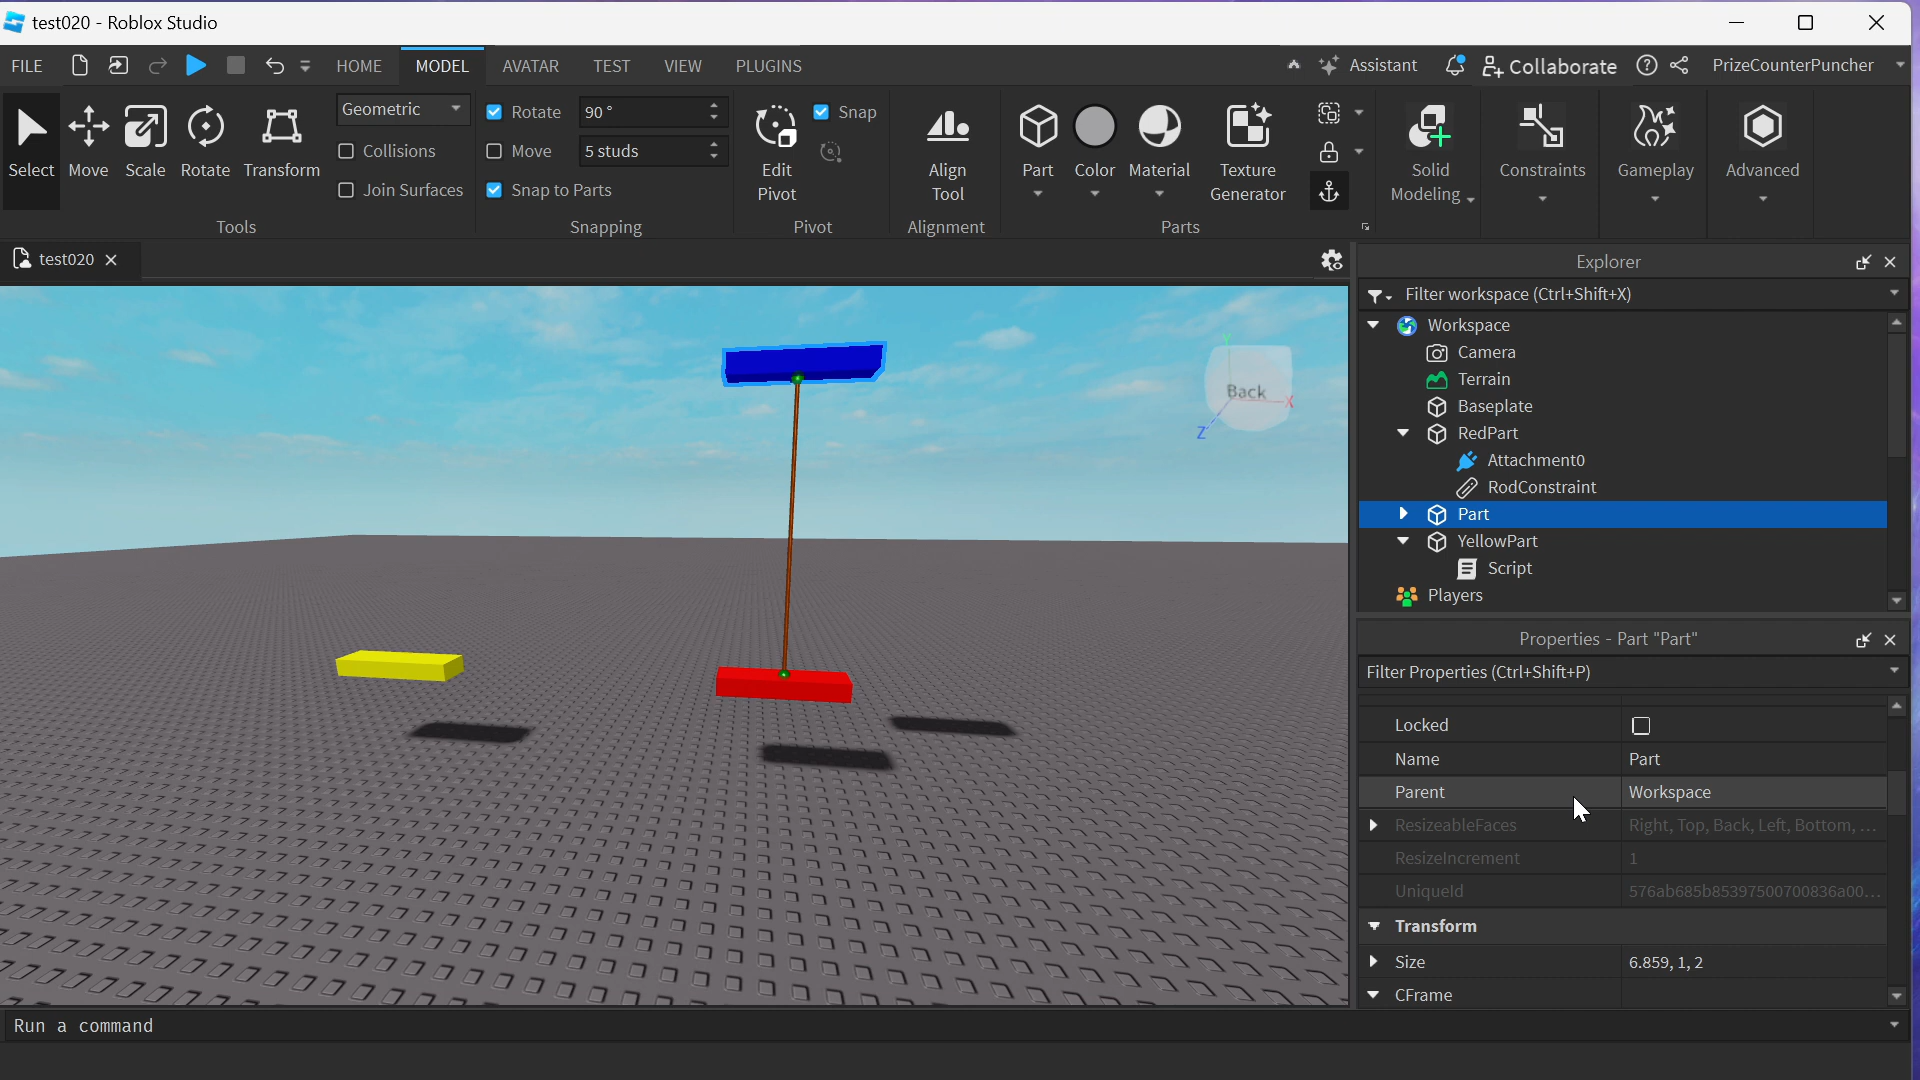 test020 - Roblox Studio
FILE
HOME
MODEL
AVATAR
TEST
VIEW
PLUGINS
Assistant
Collaborate
PrizeCounterPuncher
Select
Move
Scale
Rotate
Transform
Geometric
Collisions
Join Surfaces
Tools
Rotate
90 °
Move
5 studs
Snap to Parts
Snapping
Edit
Pivot
Snap
Pivot
Align
Tool
Alignment
Part
Color
Material
Texture
Generator
Parts
Solid
Modeling
Constraints
Gameplay
Advanced
test020
Back
Y
X
Z
Explorer
Filter workspace (Ctrl+Shift+X)
Workspace
Camera
Terrain
Baseplate
RedPart
Attachment0
RodConstraint
Part
YellowPart
Script
Players
Properties - Part "Part"
Filter Properties (Ctrl+Shift+P)
Locked
Name Part
Parent Workspace
ResizeableFaces Right, Top, Back, Left, Bottom, ...
ResizeIncrement 1
UniqueId 576ab685b85397500700836a00...
Transform
Size 6.859, 1, 2
CFrame
Run a command